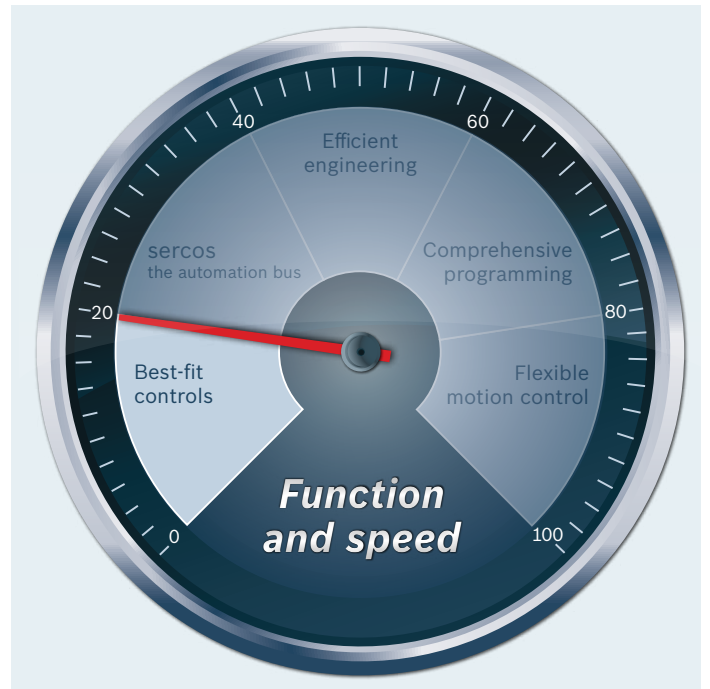 40
60
Efficient
engineering
sercos
the automation bus
Comprehensive
programming
20
80
Best-fit
controls
Flexible
motion control
Function
and speed
0
100